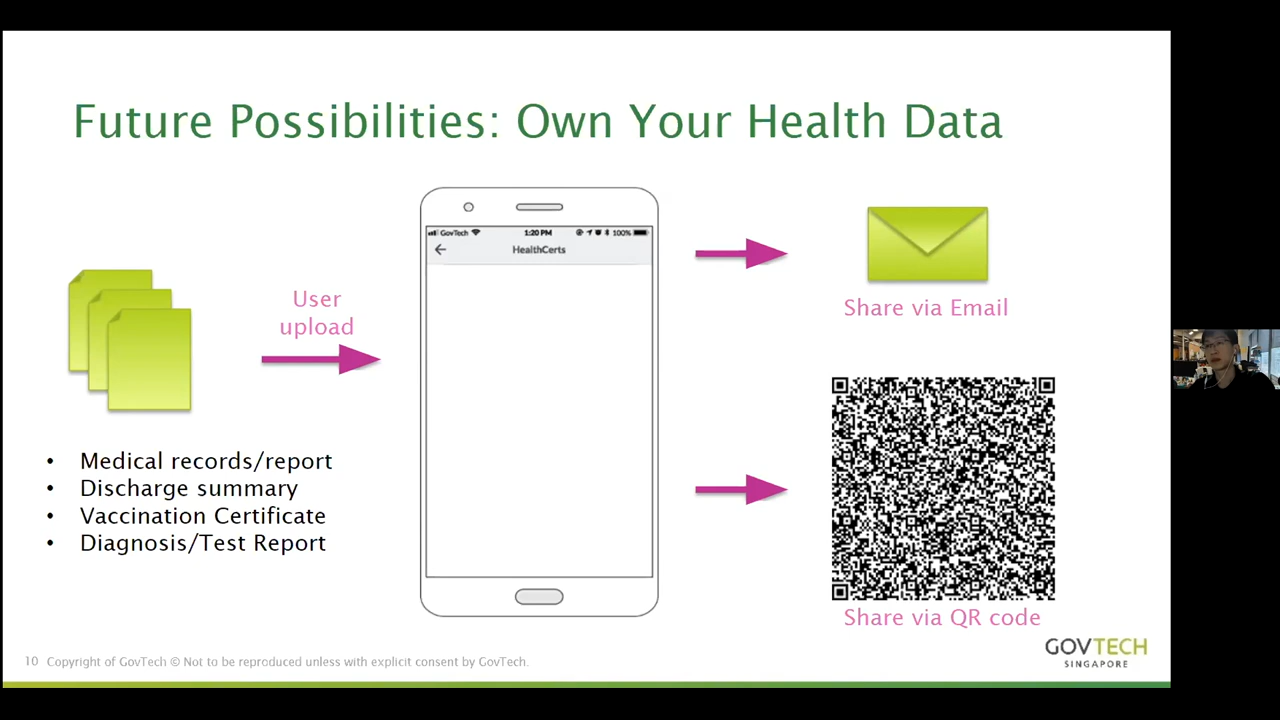 Future Possibilities: Own Your Health Data
User
upload
• Medical records/report
• Discharge summary
• Vaccination Certificate
• Diagnosis/Test Report
GovTech 1:20 PM 100%
HealthCerts
Share via Email
Share via QR code
10 Copyright of GovTech © Not to be reproduced unless with explicit consent by GovTech.
GOVTECH
SINGAPORE